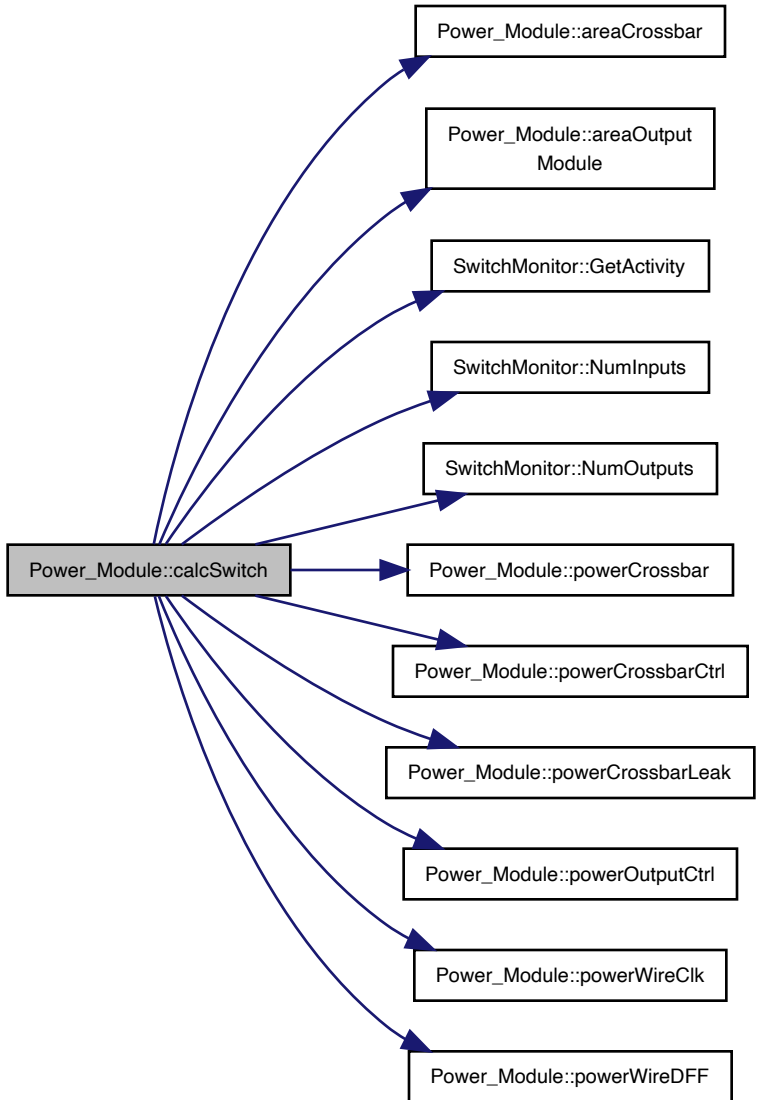 Power_Module::areaCrossbar
Power_Module::areaOutput
Module
SwitchMonitor::GetActivity
SwitchMonitor::NumInputs
SwitchMonitor::NumOutputs
Power_Module::calcSwitch
Power_Module::powerCrossbar
Power_Module::powerCrossbarCtrl
Power_Module::powerCrossbarLeak
Power_Module::powerOutputCtrl
Power_Module::powerWireClk
Power_Module::powerWireDFF